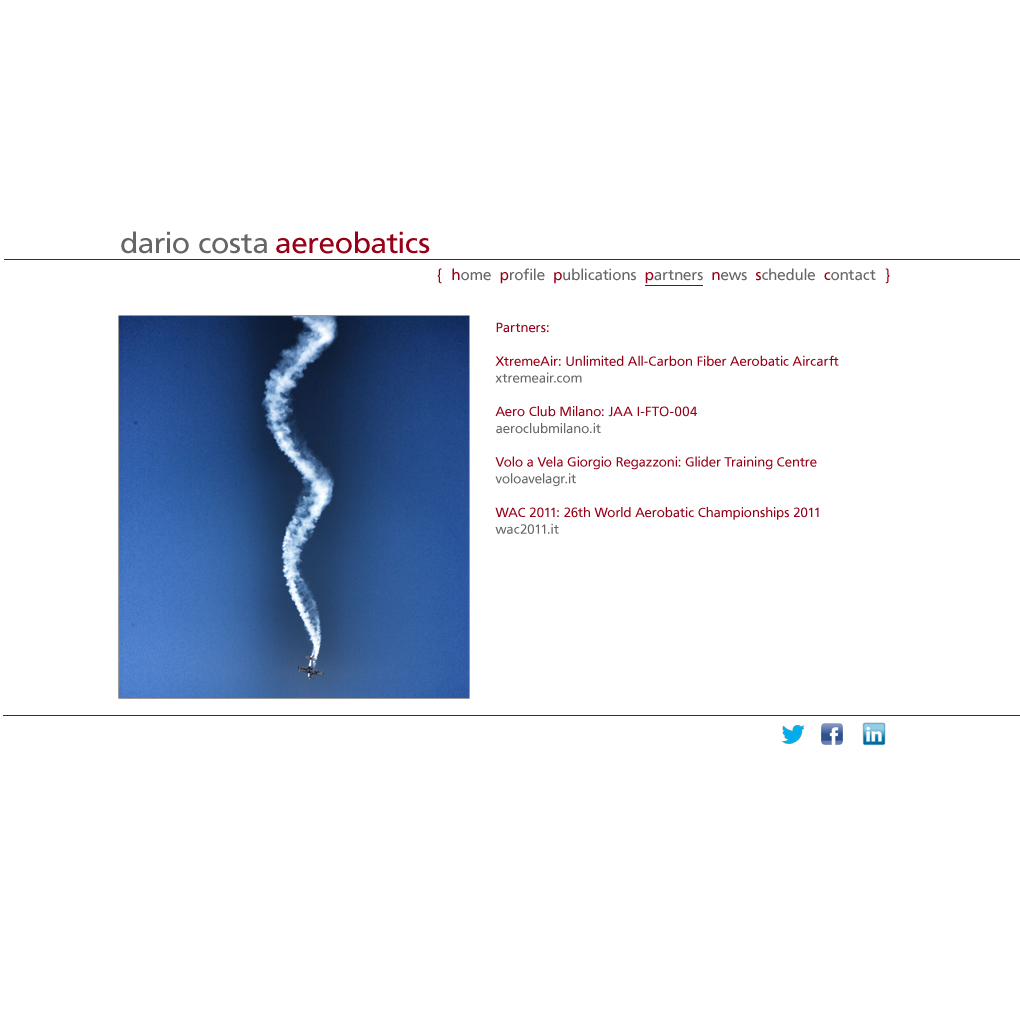 dario costa aereobatics
{ home profile publications partners news schedule contact }
Partners:
XtremeAir: Unlimited All-Carbon Fiber Aerobatic Aircarft
xtremeair.com
Aero Club Milano: JAA I-FTO-004
aeroclubmilano.it
Volo a Vela Giorgio Regazzoni: Glider Training Centre
voloavelagr.it
WAC 2011: 26th World Aerobatic Championships 2011
wac2011.it
f in